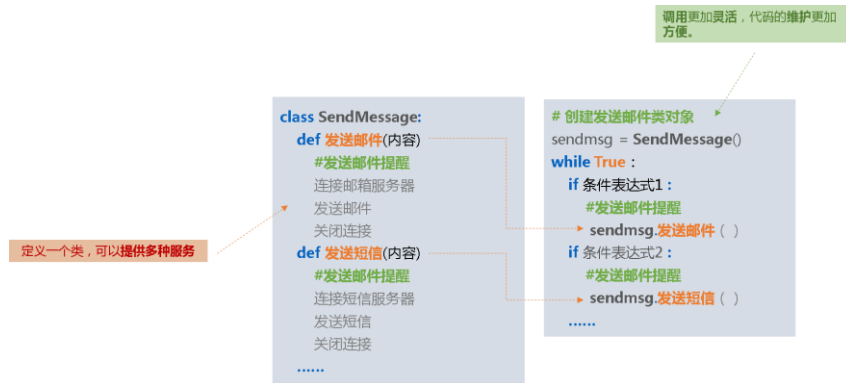 调用更加灵活，代码的维护更加
方便。
class SendMessage:
def 发送邮件(内容)
#发送邮件提醒
连接邮箱服务器
发送邮件
关闭连接
def 发送短信(内容)
#发送邮件提醒
连接短信服务器
发送短信
关闭连接
......
# 创建发送邮件类对象
sendmsg = SendMessage()
while True：
if 条件表达式1：
#发送邮件提醒
sendmsg.发送邮件（ ）
if 条件表达式2：
#发送邮件提醒
sendmsg.发送短信（ ）
......
定义一个类，可以提供多种服务